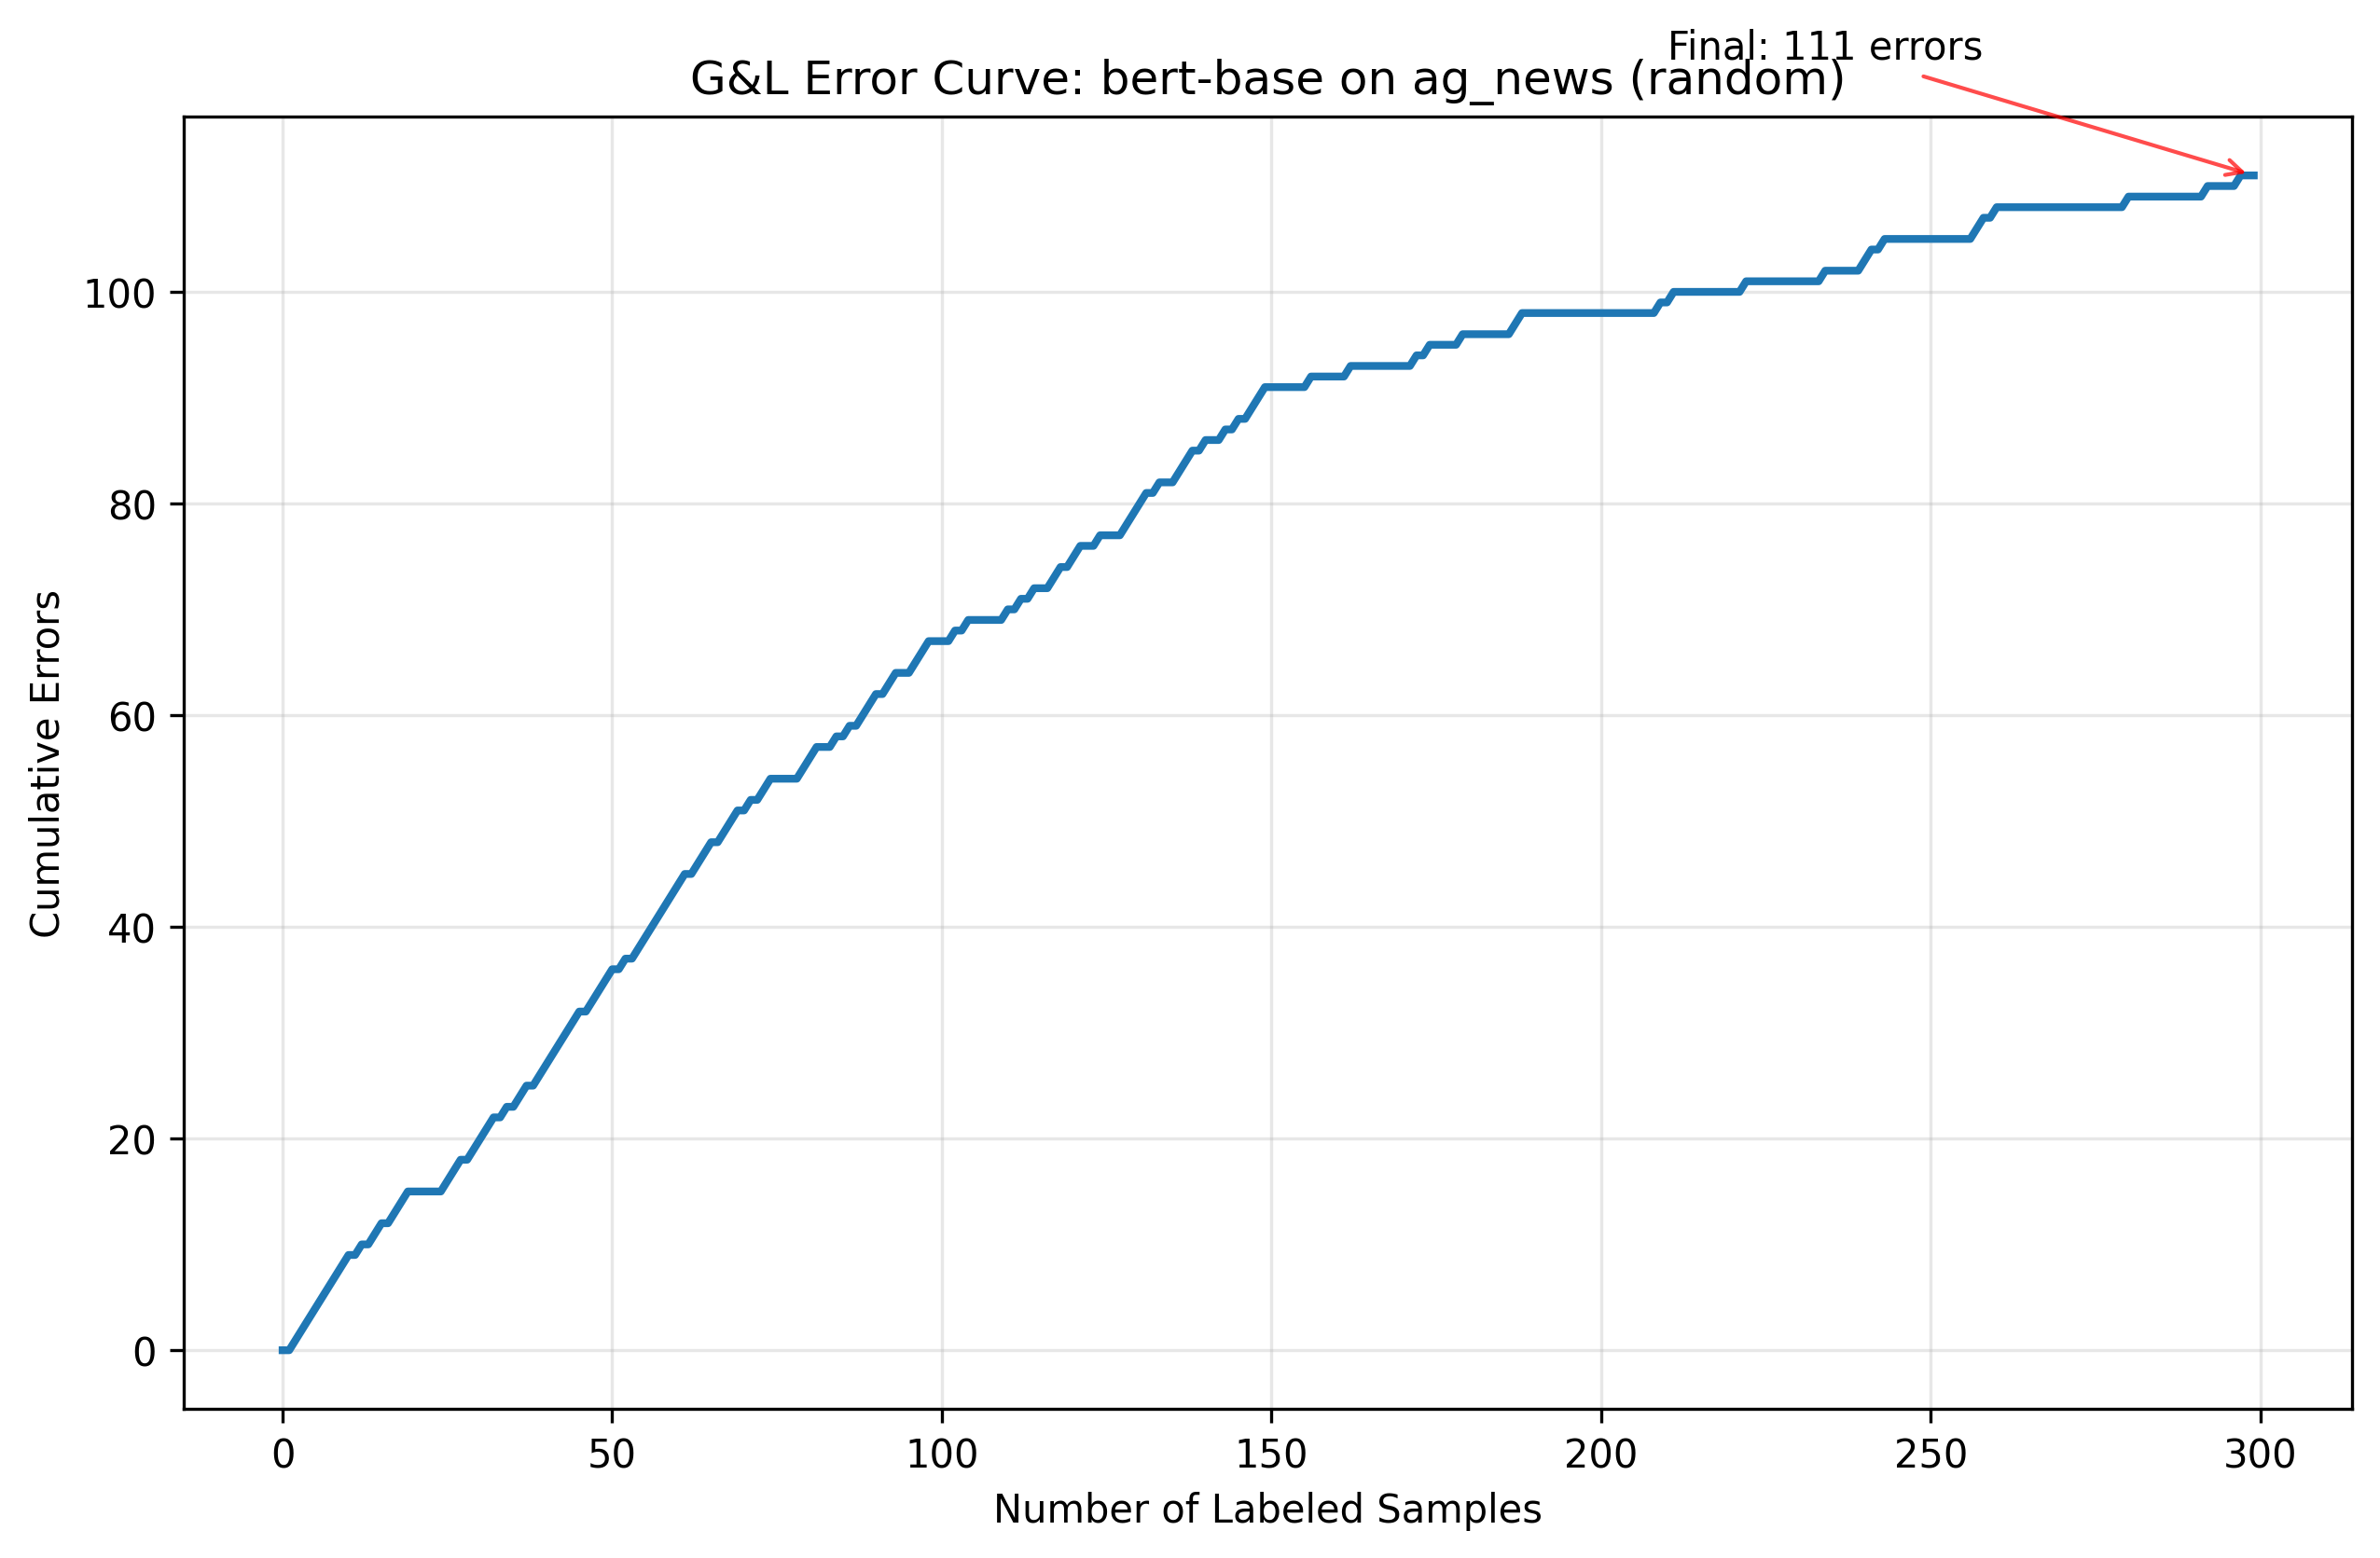 Final: 111 errors
G&L Error Curve: bert-base on ag_news (random)
Cumulative Errors
100
80
60
40
20
0
0 50 100 150 200 250 300
Number of Labeled Samples